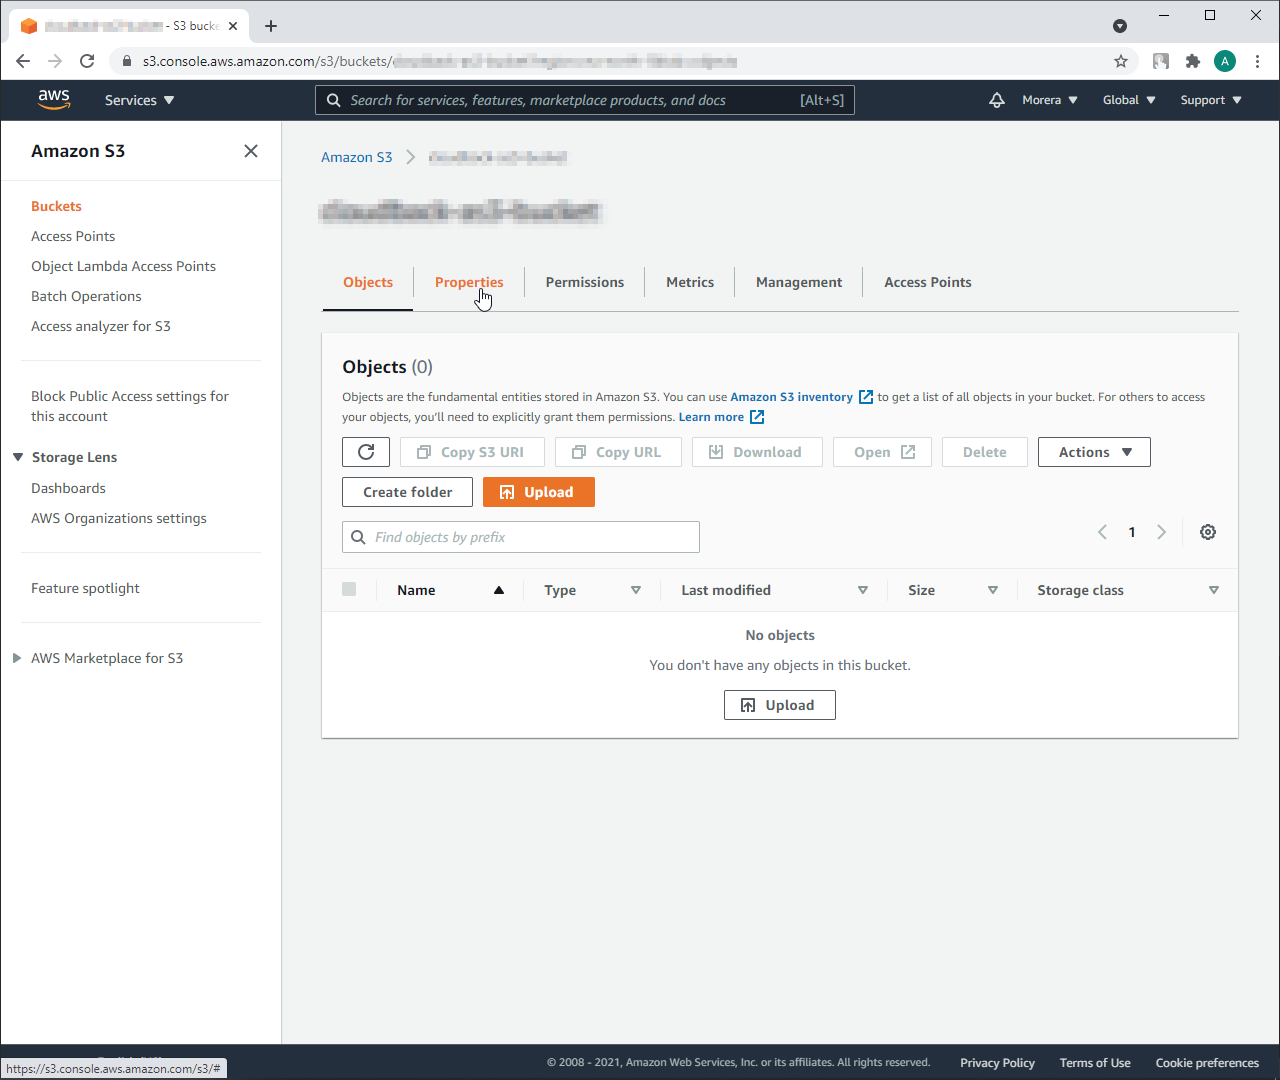 - S3 bucke
s3.console.aws.amazon.com/s3/buckets/
A
aws
Services
Search for services, features, marketplace products, and docs
[Alt+S]
Morera
Global
Support
Amazon S3
Buckets
Access Points
Object Lambda Access Points
Batch Operations
Access analyzer for S3
Block Public Access settings for
this account
Storage Lens
Dashboards
AWS Organizations settings
Feature spotlight
AWS Marketplace for S3
Amazon S3
Objects
Properties
Permissions
Metrics
Management
Access Points
Objects (0)
Objects are the fundamental entities stored in Amazon S3. You can use Amazon S3 inventory to get a list of all objects in your bucket. For others to access
your objects, you'll need to explicitly grant them permissions. Learn more
Copy S3 URI
Copy URL
Download
Open
Delete
Actions
Create folder
Upload
Find objects by prefix
1
Name
Type
Last modified
Size
Storage class
No objects
You don't have any objects in this bucket.
Upload
https://s3.console.aws.amazon.com/s3/#
© 2008 - 2021, Amazon Web Services, Inc. or its affiliates. All rights reserved.
Privacy Policy
Terms of Use
Cookie preferences